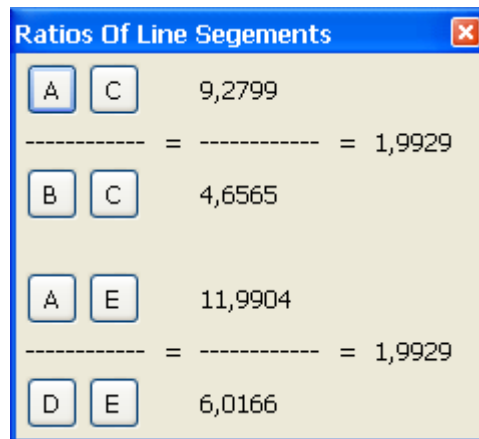 Ratios Of Line Segements
A C 9,2799
------------ = ------------ = 1,9929
B C 4,6565
A E 11,9904
------------ = ------------ = 1,9929
D E 6,0166